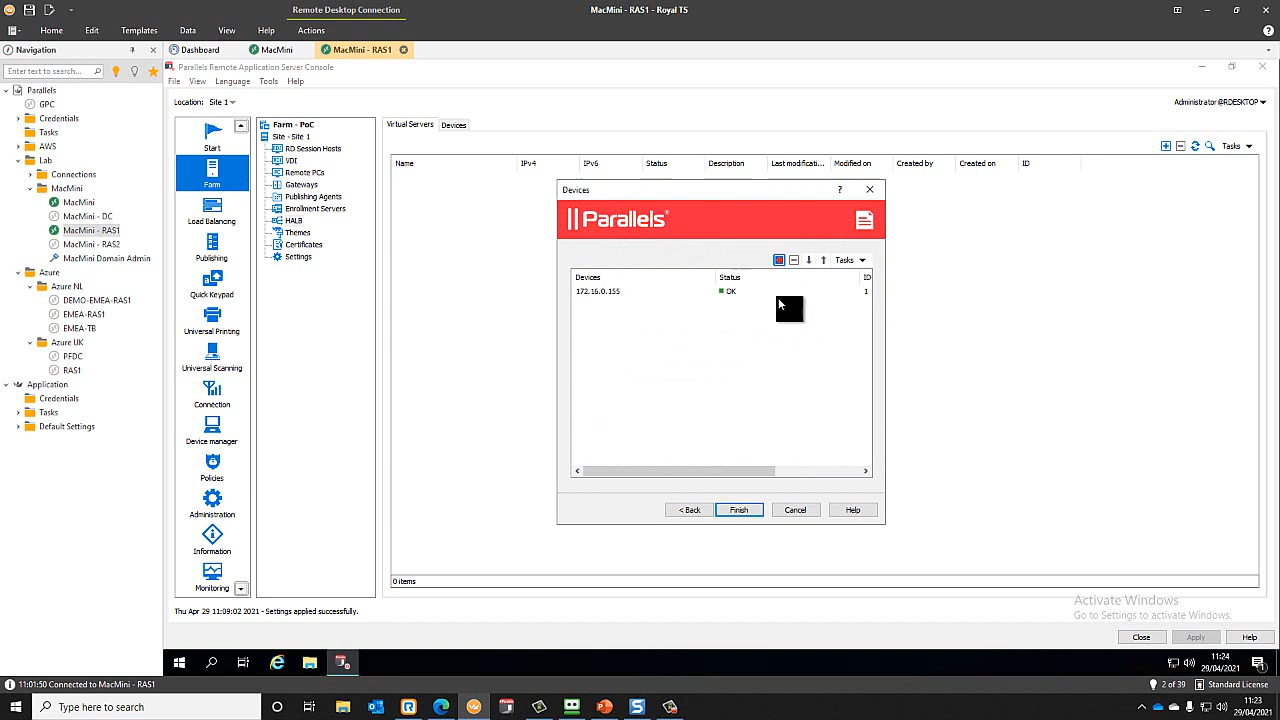 Remote Desktop Connection
MacMini - RAS1 - Royal TS
Home Edit Templates Data View Help Actions
Navigation
Dashboard MacMini MacMini - RAS1
Enter text to search...
Parallels Remote Application Server Console
File View Language Tools Help
Parallels
GPC
Credentials
Tasks
AWS
Lab
Connections
MacMini
MacMini
MacMini - DC
MacMini - RAS1
MacMini - RAS2
MacMini Domain Admin
Azure
Azure NL
DEMO-EMEA-RAS1
EMEA-RAS1
EMEA-TB
Azure UK
PFDC
RAS1
Application
Credentials
Tasks
Default Settings
Location: Site 1
Administrator@RDESKTOP
Start
Farm
Load Balancing
Publishing
Quick Keypad
Universal Printing
Universal Scanning
Connection
Device manager
Policies
Administration
Information
Monitoring
Farm - PoC
Site - Site 1
RD Session Hosts
VDI
Remote PCs
Gateways
Publishing Agents
Enrollment Servers
HALB
Themes
Certificates
Settings
Virtual Servers Devices
Tasks
Name IPv4 IPv6 Status Description Last modificati... Modified on Created by Created on ID
Devices
?
Parallels®
Tasks
Devices Status ID
172.16.0.155 OK 1
< Back Finish Cancel Help
0 items
Activate Windows
Go to Settings to activate Windows.
Thu Apr 29 11:09:02 2021 - Settings applied successfully.
Close Apply Help
11:24
29/04/2021
11:01:50 Connected to MacMini - RAS1
2 of 39 Standard License
Type here to search
11:23
29/04/2021